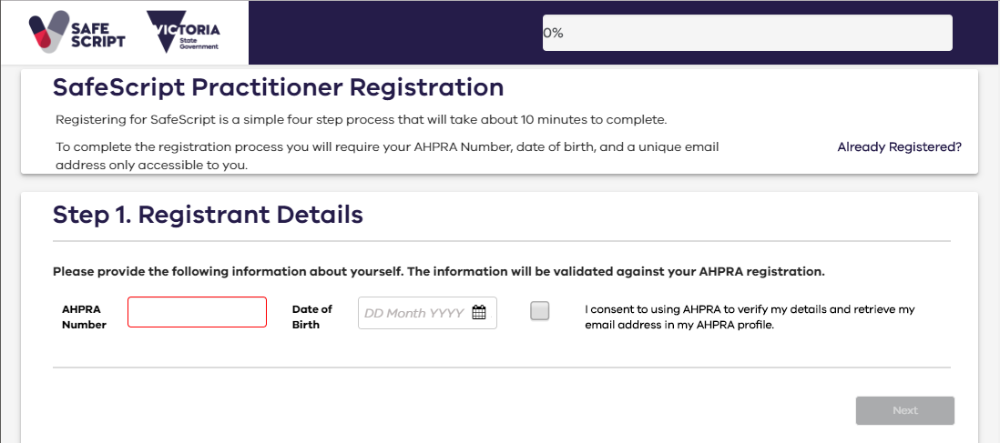 SAFE
SCRIPT
VICTORIA
State
Government
0%
SafeScript Practitioner Registration
Registering for SafeScript is a simple four step process that will take about 10 minutes to complete.
To complete the registration process you will require your AHPRA Number, date of birth, and a unique email
address only accessible to you.
Already Registered?
Step 1. Registrant Details
Please provide the following information about yourself. The information will be validated against your AHPRA registration.
AHPRA
Number
Date of
Birth
DD Month YYYY
I consent to using AHPRA to verify my details and retrieve my
email address in my AHPRA profile.
Next